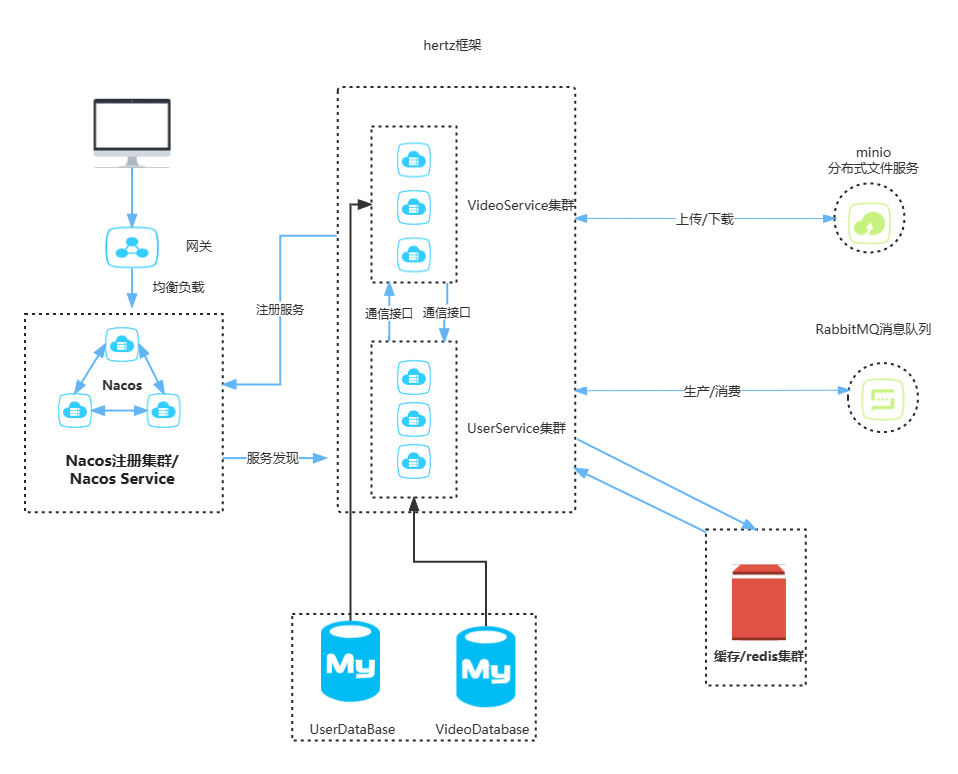 hertz框架
minio
分布式文件服务
VideoService集群
上传/下载
网关
均衡负载
注册服务
通信接口
通信接口
RabbitMQ消息队列
Nacos
生产/消费
UserService集群
Nacos注册集群/
Nacos Service
服务发现
缓存/redis集群
My
My
UserDataBase
VideoDatabase